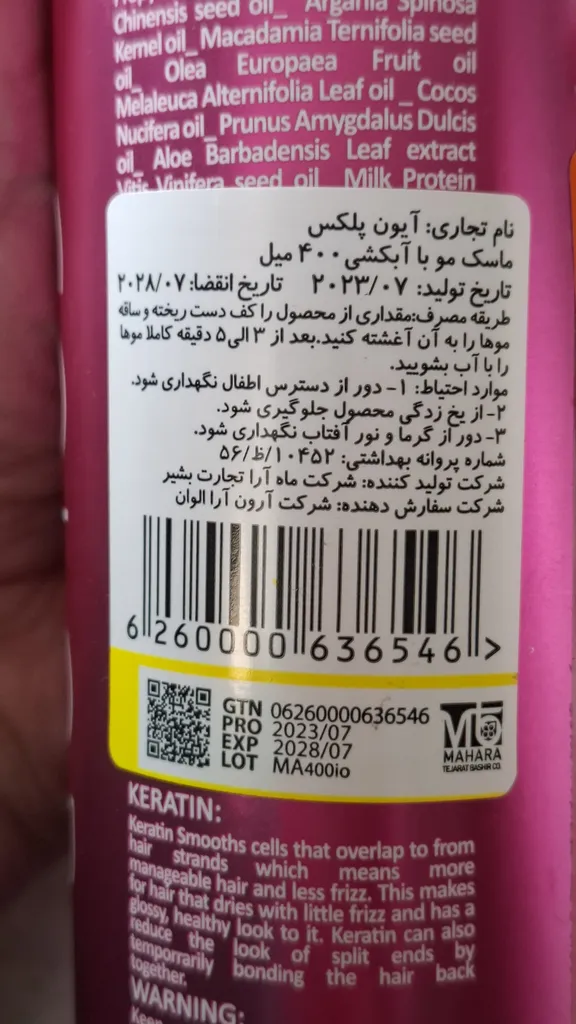 Chinensis seed oil_ Argania Spinosa
Kernel oil_ Macadamia Ternifolia seed
oil_ Olea Europaea Fruit oil
Melaleuca Alternifolia Leaf oil _ Cocos
Nucifera oil_ Prunus Amygdalus Dulcis
oil_ Aloe Barbadensis Leaf extract
Vitis Vinifera seed oil_ Milk Protein
نام تجاری: آیون پلکس
ماسک مو با آبکشی ۴۰۰ میل
تاریخ تولید: ۲۰۲۳/۰۷ تاریخ انقضا: ۲۰۲۸/۰۷
طریقه مصرف:مقداری از محصول را کف دست ریخته و ساقه
موها را به آن آغشته کنید.بعد از ۳ الی ۵ دقیقه کاملا موها
را با آب بشویید.
موارد احتیاط: ۱- دور از دسترس اطفال نگهداری شود.
۲- از یخ زدگی محصول جلوگیری شود.
۳- دور از گرما و نور آفتاب نگهداری شود.
شماره پروانه بهداشتی: ۵۶/ظ/۱۰۴۵۲
شرکت تولید کننده: شرکت ماه آرا تجارت بشیر
شرکت سفارش دهنده: شرکت آرون آرا الوان
6 260000 636546 >
GTN 06260000636546
PRO 2023/07
EXP 2028/07
LOT MA400io
MAHARA
TEJARAT BASHIR CO.
KERATIN:
Keratin Smooths cells that overlap to from
hair strands which means more
manageable hair and less frizz. This makes
for hair that dries with little frizz and has a
glossy, healthy look to it. Keratin can also
reduce the look of split ends by
temporrarily bonding the hair back
together.
WARNING: